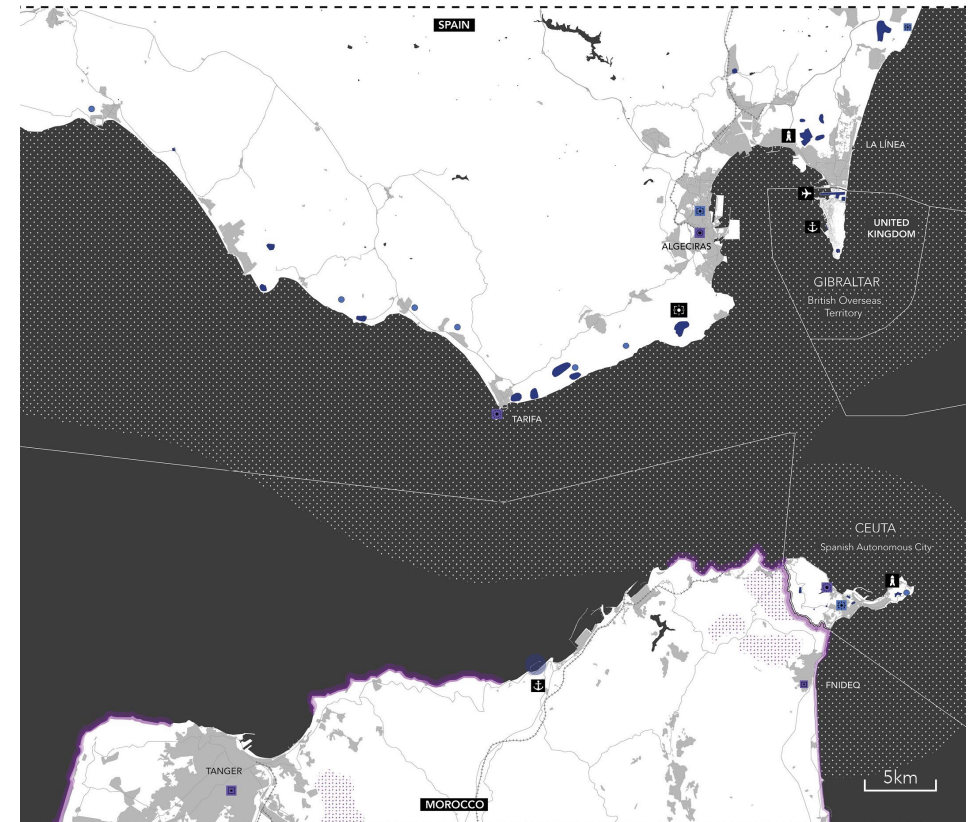 SPAIN
LA LÍNEA
UNITED
KINGDOM
ALGECIRAS
GIBRALTAR
British Overseas
Territory
TARIFA
CEUTA
Spanish Autonomous City
FNIDEQ
TANGER
5km
MOROCCO